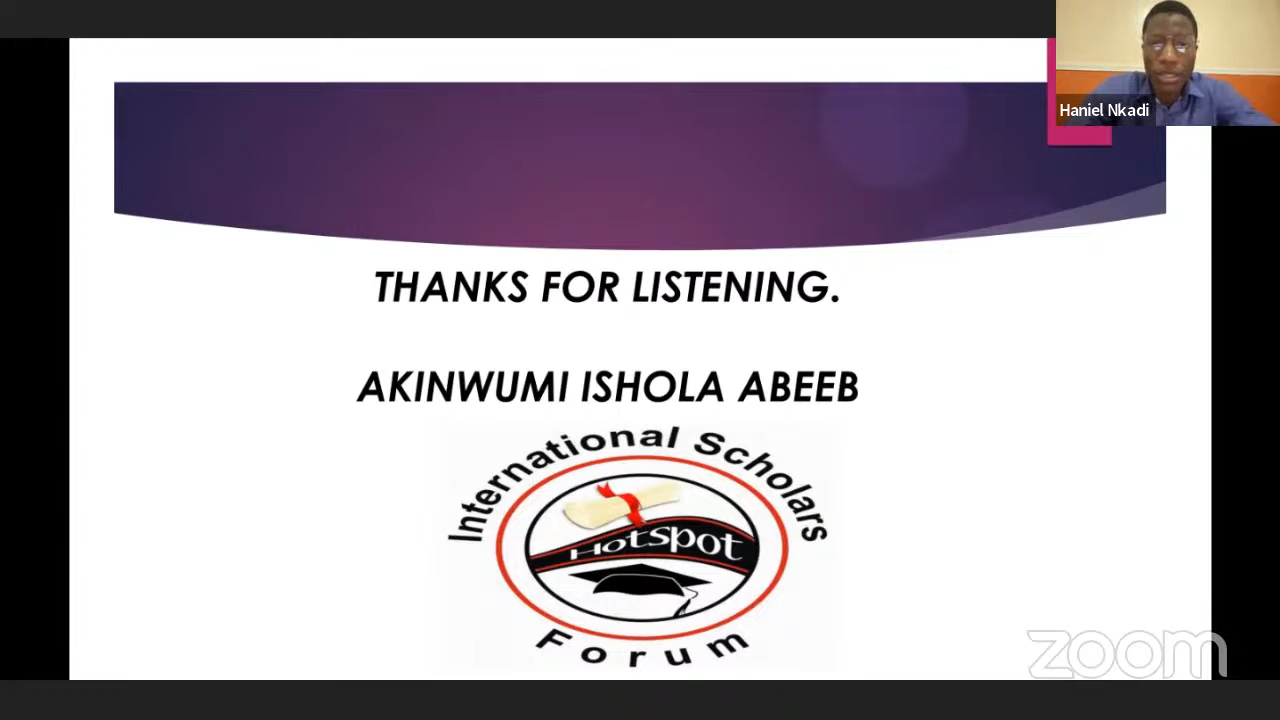 Haniel Nkadi
THANKS FOR LISTENING.
AKINWUMI ISHOLA ABEEB
International Scholars
Hotspot
Forum
zoom